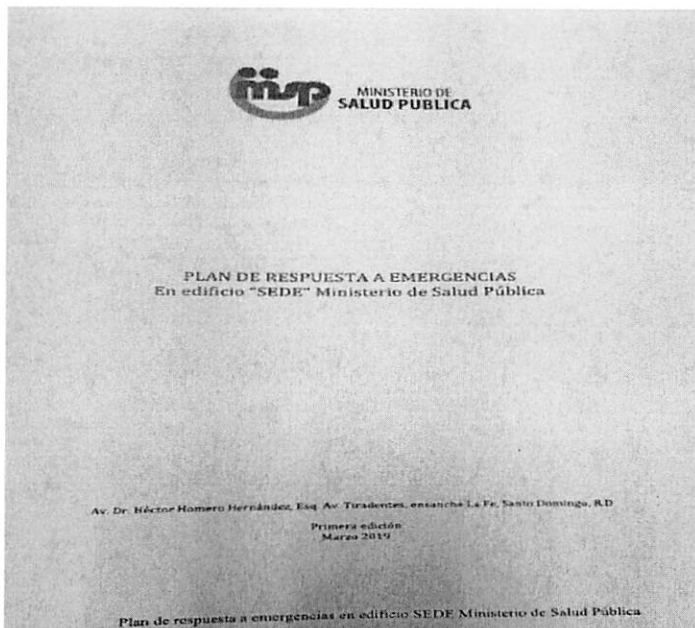 msp
MINISTERIO DE
SALUD PUBLICA
PLAN DE RESPUESTA A EMERGENCIAS
En edificio "SEDE" Ministerio de Salud Pública
Av. Dr. Héctor Homero Hernández, Esq. Av. Tiradentes, ensanche La Fe, Santo Domingo, RD
Primera edición
Marzo 2019
Plan de respuesta a emergencias en edificio SEDE Ministerio de Salud Pública